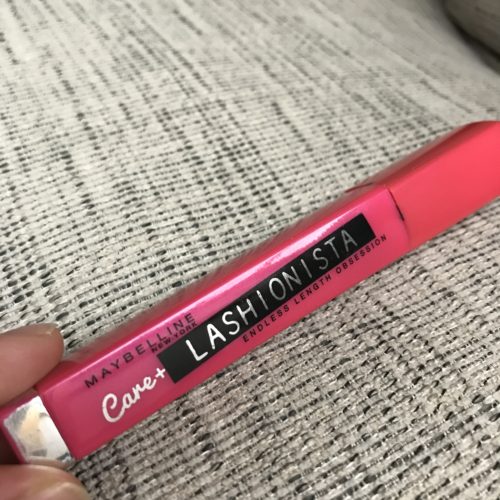 MAYBELLINE
NEW YORK
Care+
LASHIONISTA
ENDLESS LENGTH OBSESSION